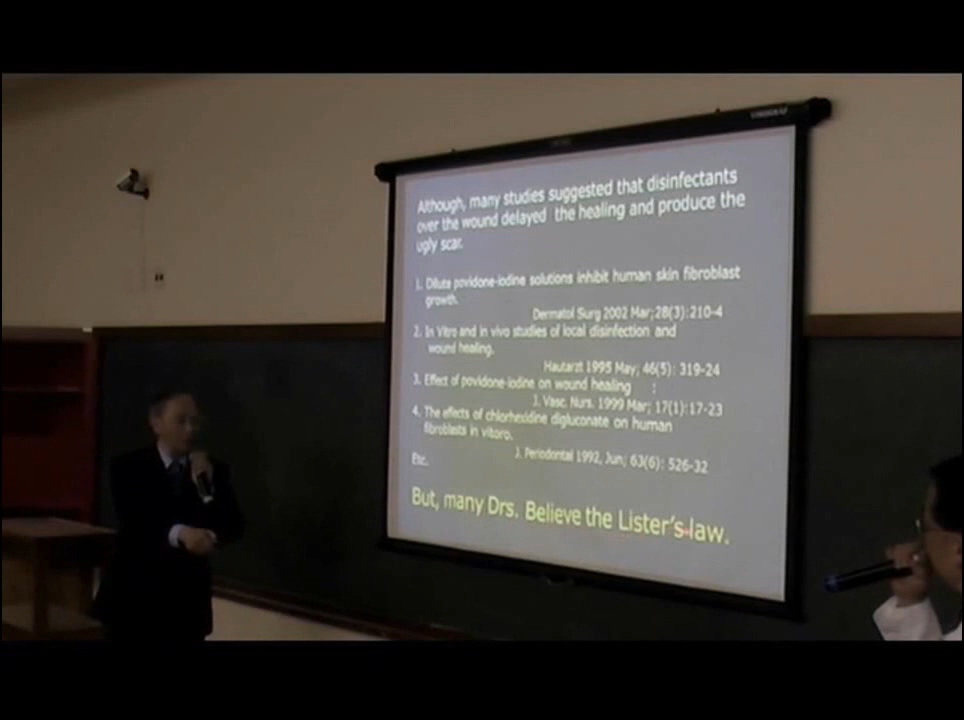 Although, many studies suggested that disinfectants
over the wound delayed the healing and produce the
ugly scar.
1. Dilute povidone-iodine solutions inhibit human skin fibroblast
growth.
Dermatol Surg 2002 Mar;28(3):210-4
2. In Vitro and in vivo studies of local disinfection and
wound healing.
Hautarzt 1995 May; 46(5): 319-24
3. Effect of povidone-iodine on wound healing :
J. Vasc. Nurs. 1999 Mar; 17(1):17-23
4. The effects of chlorhexidine digluconate on human
fibroblasts in vitoro.
J. Periodontal 1992, Jun; 63(6): 526-32
Etc.
But, many Drs. Believe the Lister's law.